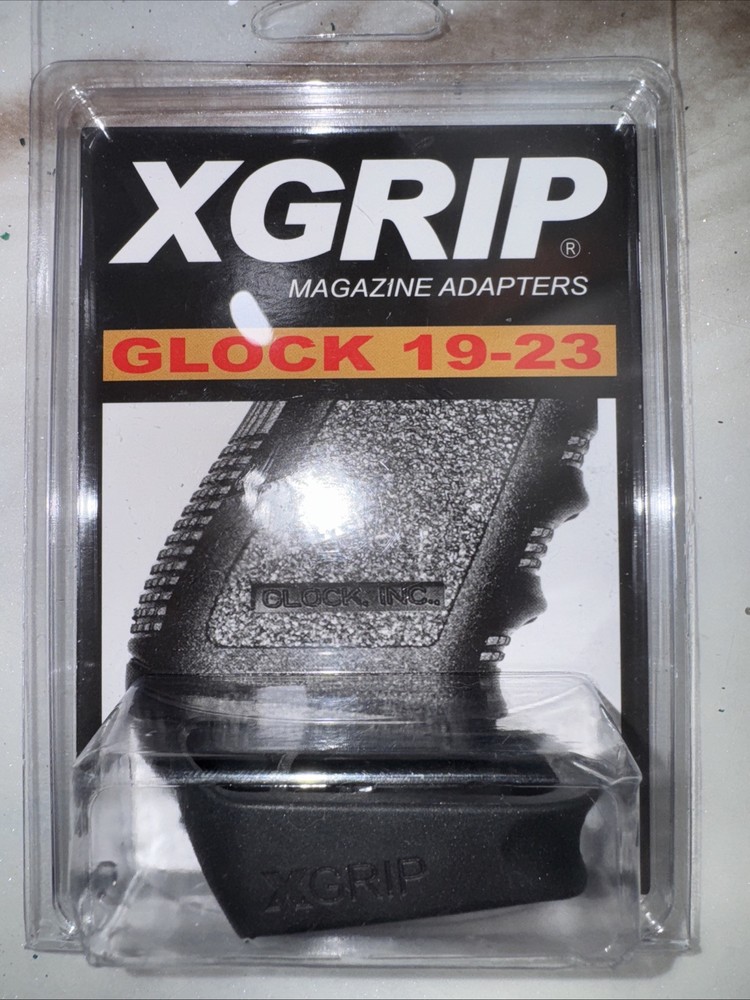 XGRIP®
MAGAZINE ADAPTERS
GLOCK 19-23
GLOCK, INC.,
XGRIP